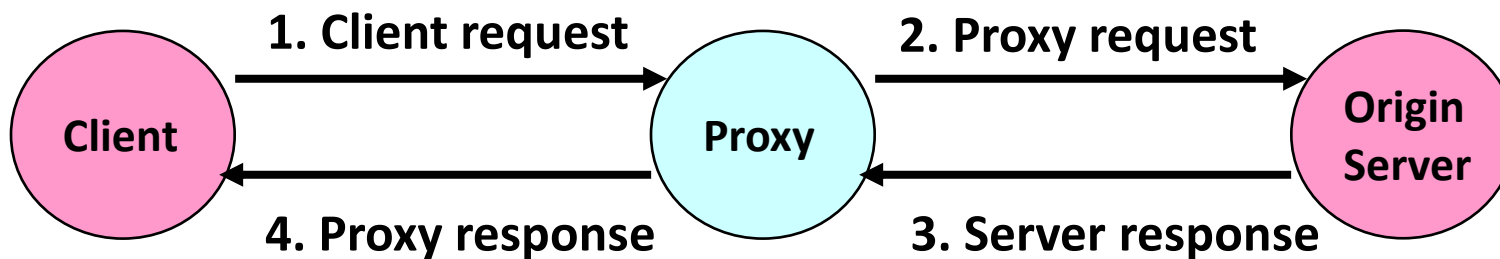 1. Client request
2. Proxy request
Client
Proxy
Origin
Server
4. Proxy response
3. Server response